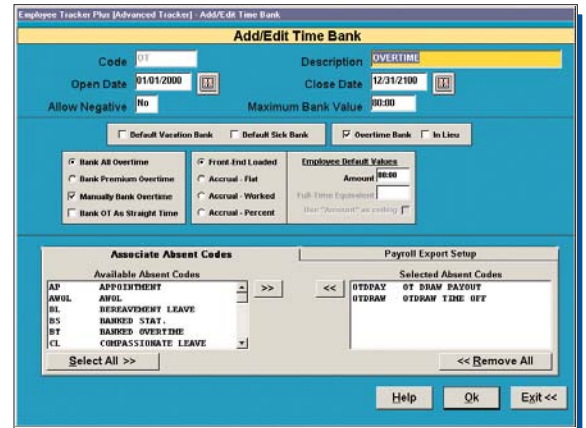 Employee Tracker Plus [Advanced Tracker] - Add/Edit Time Bank
Add/Edit Time Bank
Code OT Description OVERTIME
Open Date 01/01/2000 Close Date 12/31/2100
Allow Negative No Maximum Bank Value 80:00
Default Vacation Bank Default Sick Bank Overtime Bank In Lieu
Bank All Overtime Front-End Loaded Employee Default Values
Bank Premium Overtime Accrual - Flat Amount 80:00
Manually Bank Overtime Accrual - Worked Full-Time Equivalent
Bank OT As Straight Time Accrual - Percent Use "Amount" as ceiling
Associate Absent Codes Payroll Export Setup
Available Absent Codes Selected Absent Codes
AP APPOINTMENT >> << OTDPAY OT DRAW PAYOUT
AWOL AWOL OTDRAW OTDRAW TIME OFF
BL BEREAVEMENT LEAVE
BS BANKED STAT.
BT BANKED OVERTIME
CL COMPASSIONATE LEAVE
Select All >> << Remove All
Help Ok Exit <<